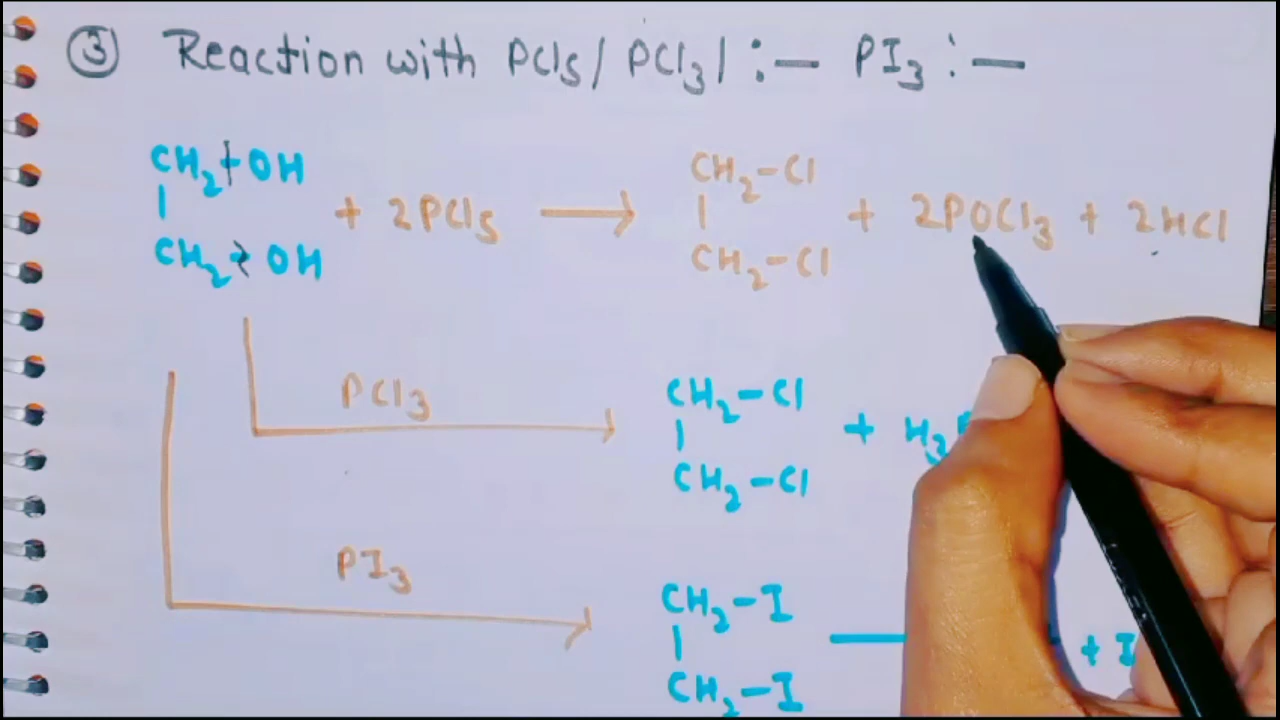 ③ Reaction with PCl5 / PCl3 / :— PI3 :—
CH2-OH
+ 2PCl5 → + 2POCl3 + 2HCl
CH2-OH
CH2-Cl
|
CH2-Cl
PCl3
CH2-Cl
|
CH2-Cl
+ H3
PI3
CH2-I
|
CH2-I
+ I